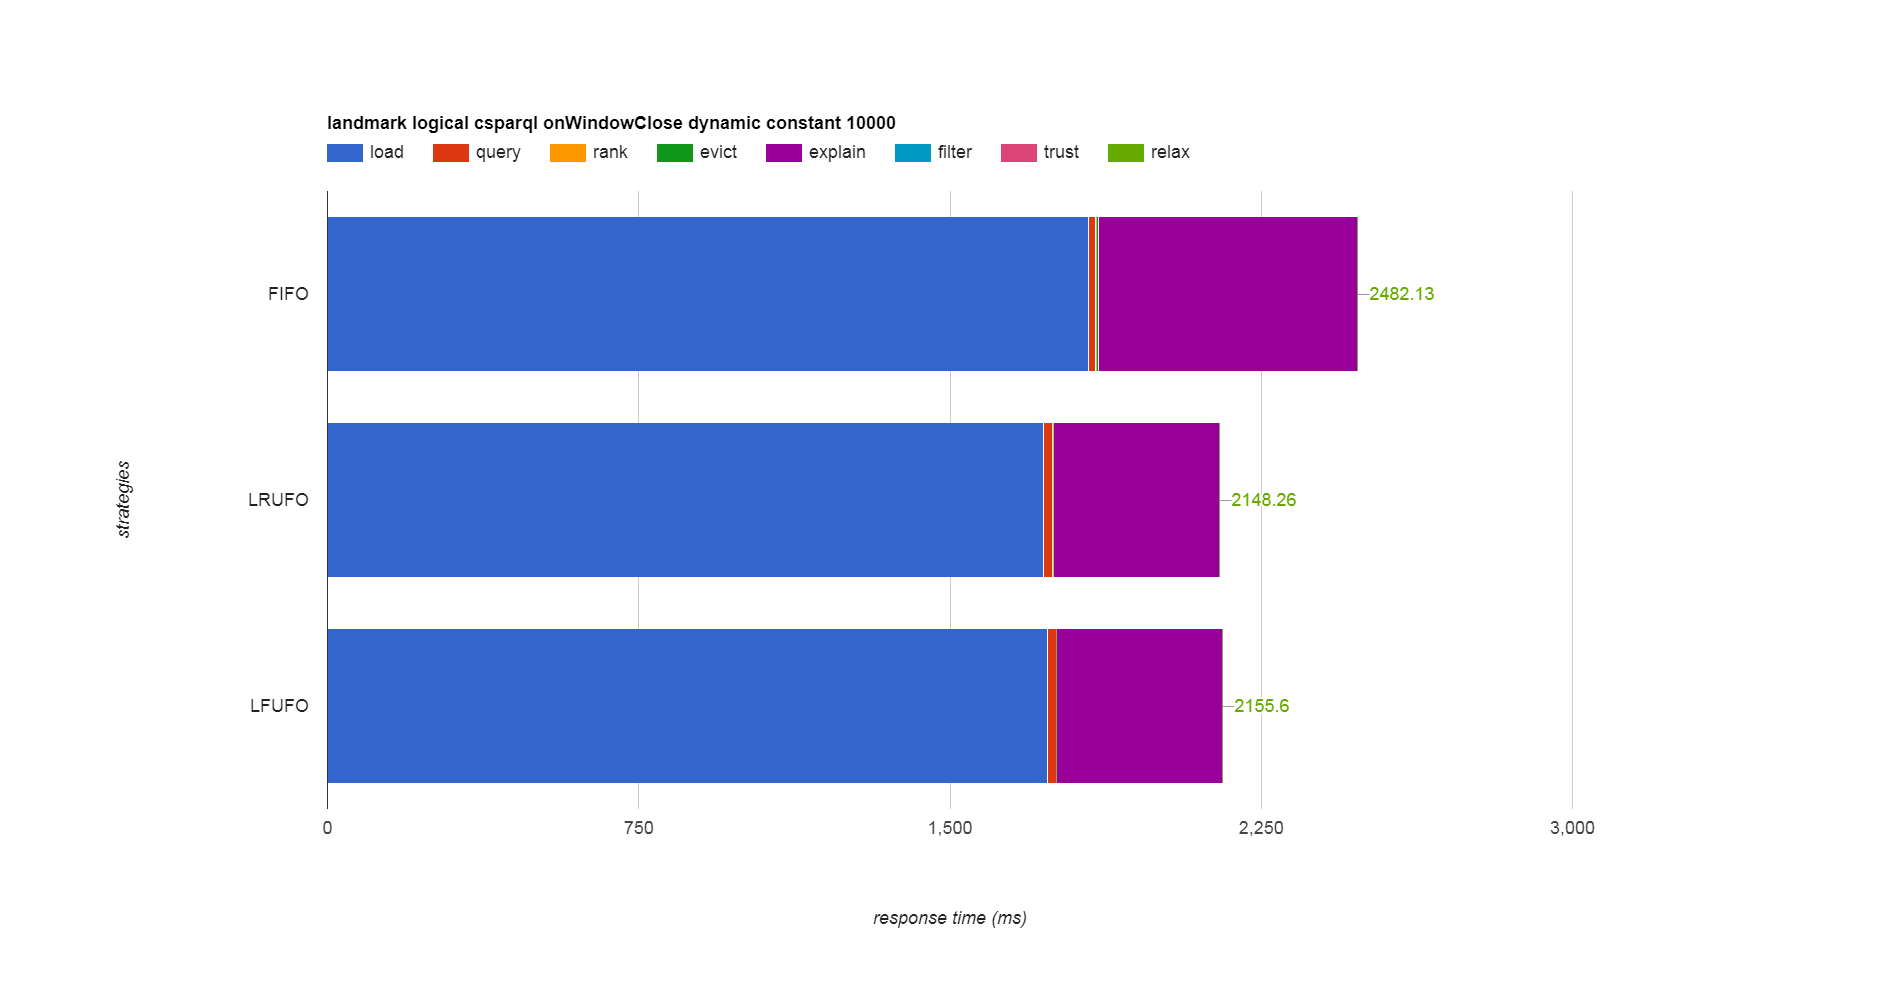 landmark logical csparql onWindowClose dynamic constant 10000
load query rank evict explain filter trust relax
FIFO
2482.13
LRUFO
2148.26
LFUFO
2155.6
strategies
0 750 1,500 2,250 3,000
response time (ms)